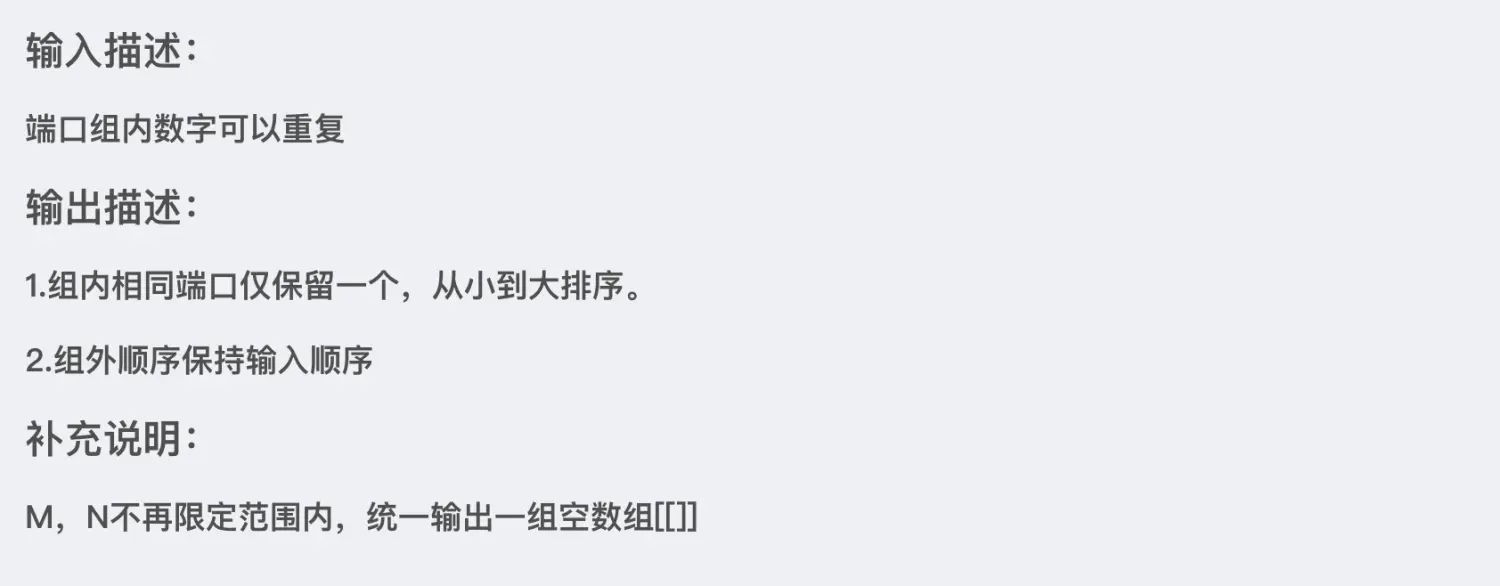 输入描述：
端口组内数字可以重复
输出描述：
1.组内相同端口仅保留一个，从小到大排序。
2.组外顺序保持输入顺序
补充说明：
M，N不再限定范围内，统一输出一组空数组[[]]